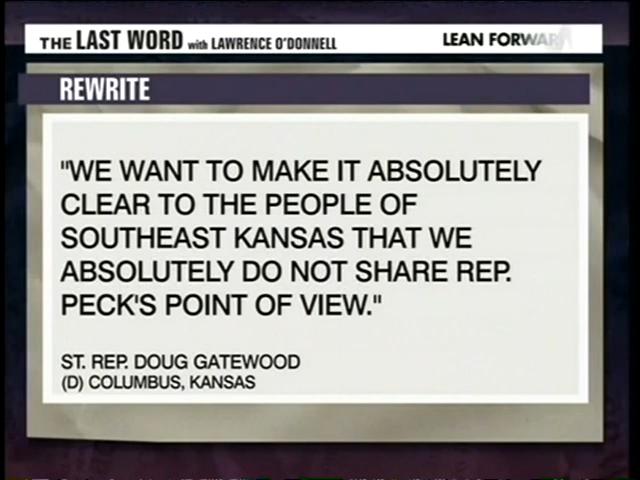 THE LAST WORD with LAWRENCE O'DONNELL LEAN FORWARD
REWRITE
"WE WANT TO MAKE IT ABSOLUTELY
CLEAR TO THE PEOPLE OF
SOUTHEAST KANSAS THAT WE
ABSOLUTELY DO NOT SHARE REP.
PECK'S POINT OF VIEW."
ST. REP. DOUG GATEWOOD
(D) COLUMBUS, KANSAS